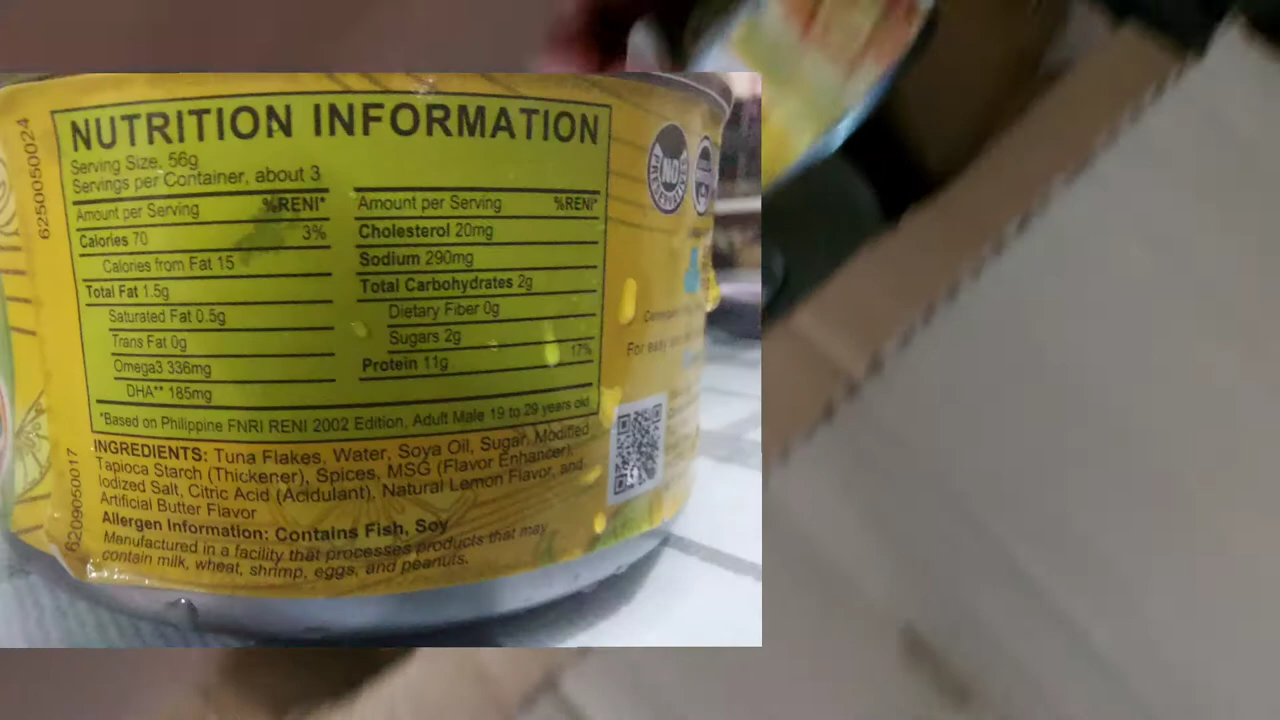 NUTRITION INFORMATION
Serving Size, 56g
Servings per Container, about 3
Amount per Serving %RENI*
Calories 70 3%
Calories from Fat 15
Total Fat 1.5g
Saturated Fat 0.5g
Trans Fat 0g
Omega3 336mg
DHA** 185mg
Amount per Serving %RENI*
Cholesterol 20mg
Sodium 290mg
Total Carbohydrates 2g
Dietary Fiber 0g
Sugars 2g
Protein 11g 17%
*Based on Philippine FNRI RENI 2002 Edition, Adult Male 19 to 29 years old
INGREDIENTS: Tuna Flakes, Water, Soya Oil, Sugar, Modified
Tapioca Starch (Thickener), Spices, MSG (Flavor Enhancer),
Iodized Salt, Citric Acid (Acidulant), Natural Lemon Flavor, and
Artificial Butter Flavor
Allergen Information: Contains Fish, Soy
Manufactured in a facility that processes products that may
contain milk, wheat, shrimp, eggs, and peanuts.
6250050024
6209050017
NO
PRESERVATIVES
For easy